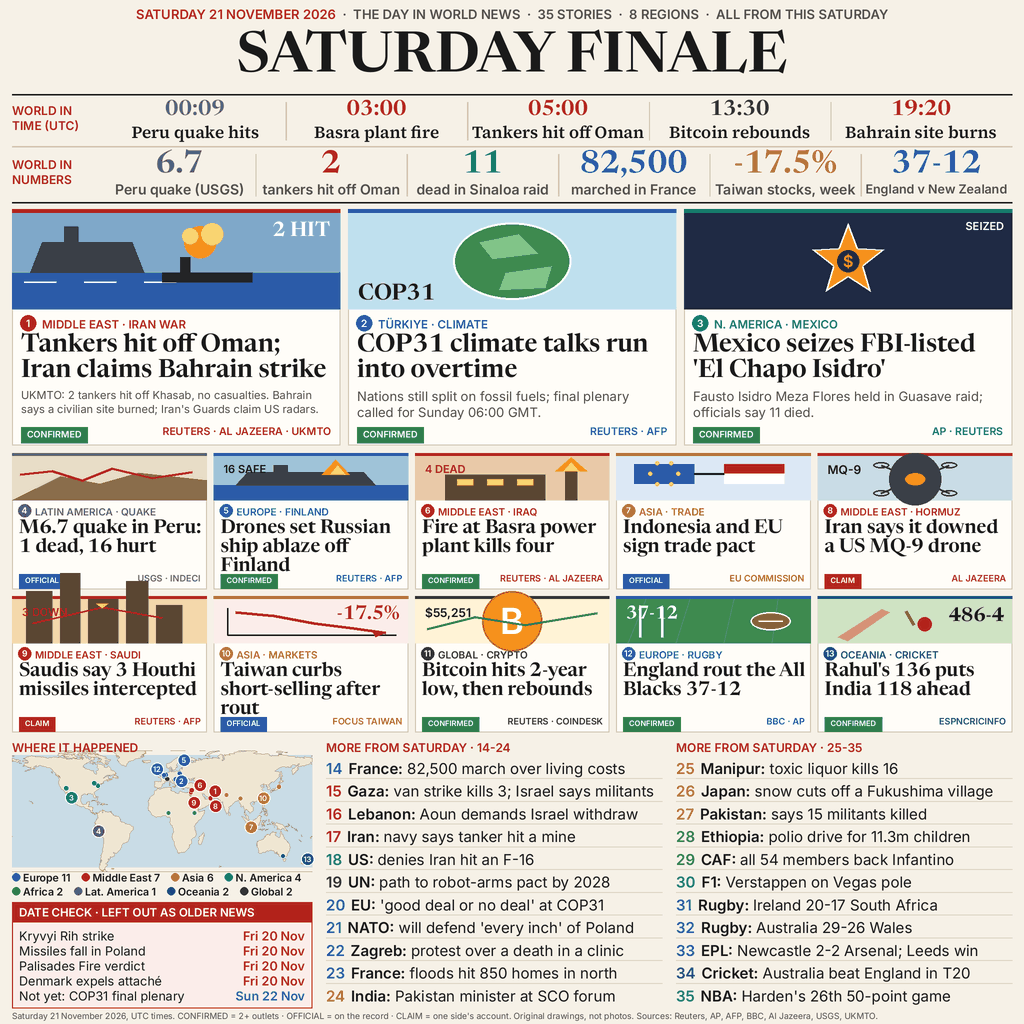 SATURDAY 21 NOVEMBER 2026 · THE DAY IN WORLD NEWS · 35 STORIES · 8 REGIONS · ALL FROM THIS SATURDAY
SATURDAY FINALE
WORLD IN
TIME (UTC)
00:09
Peru quake hits
03:00
Basra plant fire
05:00
Tankers hit off Oman
13:30
Bitcoin rebounds
19:20
Bahrain site burns
WORLD IN
NUMBERS
6.7
Peru quake (USGS)
2
tankers hit off Oman
11
dead in Sinaloa raid
82,500
marched in France
-17.5%
Taiwan stocks, week
37-12
England v New Zealand
2 HIT
1 MIDDLE EAST · IRAN WAR
Tankers hit off Oman;
Iran claims Bahrain strike
UKMTO: 2 tankers hit off Khasab, no casualties. Bahrain
says a civilian site burned; Iran's Guards claim US radars.
CONFIRMED
REUTERS · AL JAZEERA · UKMTO
COP31
2 TÜRKIYE · CLIMATE
COP31 climate talks run
into overtime
Nations still split on fossil fuels; final plenary
called for Sunday 06:00 GMT.
CONFIRMED
REUTERS · AFP
SEIZED
$
3 N. AMERICA · MEXICO
Mexico seizes FBI-listed
'El Chapo Isidro'
Fausto Isidro Meza Flores held in Guasave raid;
officials say 11 died.
CONFIRMED
AP · REUTERS
4 LATIN AMERICA · QUAKE
M6.7 quake in Peru:
1 dead, 16 hurt
OFFICIAL
USGS · INDECI
16 SAFE
5 EUROPE · FINLAND
Drones set Russian
ship ablaze off
Finland
CONFIRMED
REUTERS · AFP
4 DEAD
6 MIDDLE EAST · IRAQ
Fire at Basra power
plant kills four
CONFIRMED
REUTERS · AL JAZEERA
7 ASIA · TRADE
Indonesia and EU
sign trade pact
OFFICIAL
EU COMMISSION
MQ-9
8 MIDDLE EAST · HORMUZ
Iran says it downed
a US MQ-9 drone
CLAIM
AL JAZEERA
9 MIDDLE EAST · SAUDI
Saudis say 3 Houthi
missiles intercepted
CLAIM
REUTERS · AFP
-17.5%
10 ASIA · MARKETS
Taiwan curbs
short-selling after
rout
OFFICIAL
FOCUS TAIWAN
$55,251
B
11 GLOBAL · CRYPTO
Bitcoin hits 2-year
low, then rebounds
CONFIRMED
REUTERS · COINDESK
37-12
12 EUROPE · RUGBY
England rout the All
Blacks 37-12
CONFIRMED
BBC · AP
486-4
13 OCEANIA · CRICKET
Rahul's 136 puts
India 118 ahead
CONFIRMED
ESPNCRICINFO
WHERE IT HAPPENED
12 5 2 6 1 9 8 3 10 7 4 13
Europe 11 Middle East 7 Asia 6 N. America 4
Africa 2 Lat. America 1 Oceania 2 Global 2
DATE CHECK · LEFT OUT AS OLDER NEWS
Kryvyi Rih strike Fri 20 Nov
Missiles fall in Poland Fri 20 Nov
Palisades Fire verdict Fri 20 Nov
Denmark expels attaché Fri 20 Nov
Not yet: COP31 final plenary Sun 22 Nov
MORE FROM SATURDAY · 14-24
14 France: 82,500 march over living costs
15 Gaza: van strike kills 3; Israel says militants
16 Lebanon: Aoun demands Israel withdraw
17 Iran: navy says tanker hit a mine
18 US: denies Iran hit an F-16
19 UN: path to robot-arms pact by 2028
20 EU: 'good deal or no deal' at COP31
21 NATO: will defend 'every inch' of Poland
22 Zagreb: protest over a death in a clinic
23 France: floods hit 850 homes in north
24 India: Pakistan minister at SCO forum
MORE FROM SATURDAY · 25-35
25 Manipur: toxic liquor kills 16
26 Japan: snow cuts off a Fukushima village
27 Pakistan: says 15 militants killed
28 Ethiopia: polio drive for 11.3m children
29 CAF: all 54 members back Infantino
30 F1: Verstappen on Vegas pole
31 Rugby: Ireland 20-17 South Africa
32 Rugby: Australia 29-26 Wales
33 EPL: Newcastle 2-2 Arsenal; Leeds win
34 Cricket: Australia beat England in T20
35 NBA: Harden's 26th 50-point game
Saturday 21 November 2026, UTC times. CONFIRMED = 2+ outlets · OFFICIAL = on the record · CLAIM = one side's account. Original drawings, not photos. Sources: Reuters, AP, AFP, BBC, Al Jazeera, USGS, UKMTO.